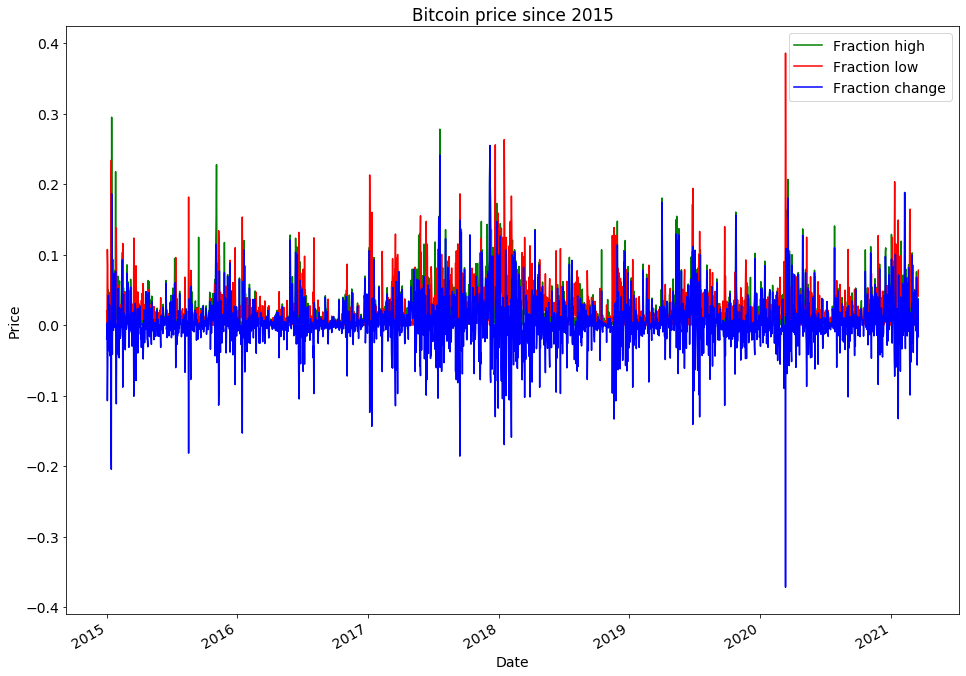 Bitcoin price since 2015
Fraction high
Fraction low
Fraction change
0.4
0.3
0.2
0.1
0.0
−0.1
−0.2
−0.3
−0.4
Price
2015
2016
2017
2018
2019
2020
2021
Date